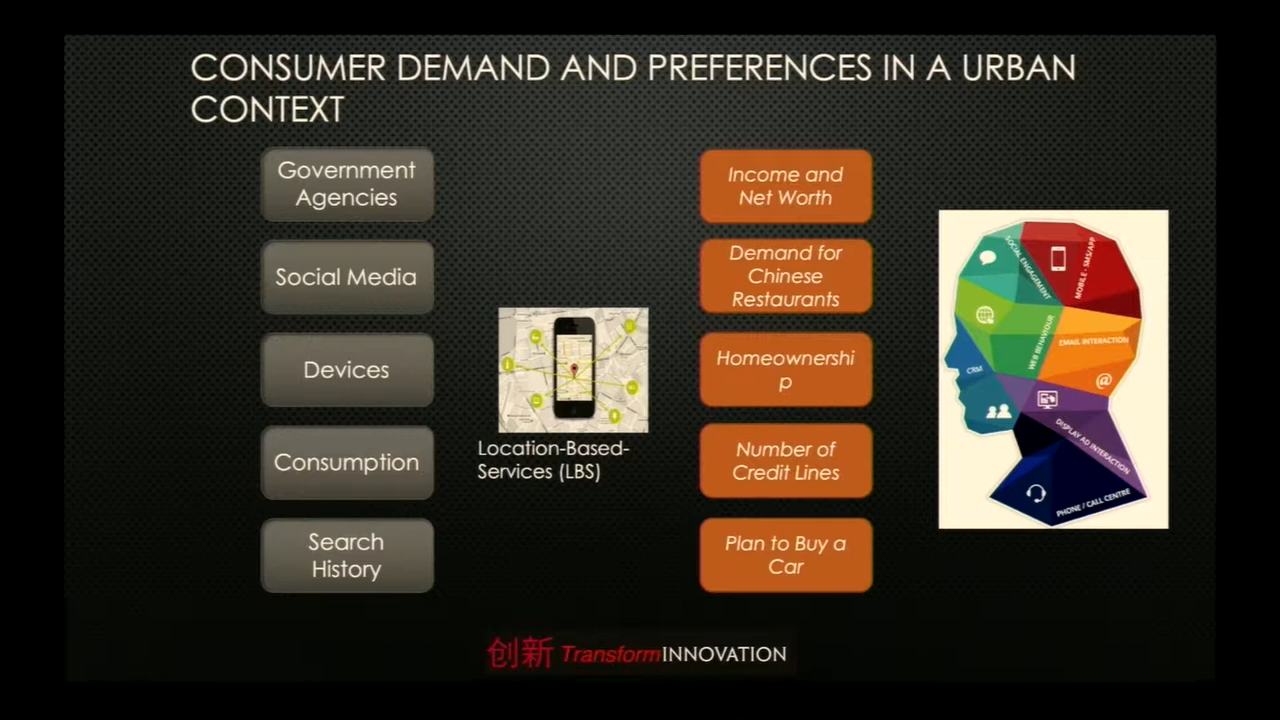 CONSUMER DEMAND AND PREFERENCES IN A URBAN
CONTEXT
Government
Agencies
Social Media
Devices
Consumption
Search
History
Location-Based-
Services (LBS)
Income and
Net Worth
Demand for
Chinese
Restaurants
Homeownershi
p
Number of
Credit Lines
Plan to Buy a
Car
SOCIAL ENGAGEMENT
MOBILE - SMS/APP
WEB BEHAVIOUR
EMAIL INTERACTION
@
CRM
DISPLAY AD INTERACTION
PHONE / CALL CENTRE
创新 TransformINNOVATION